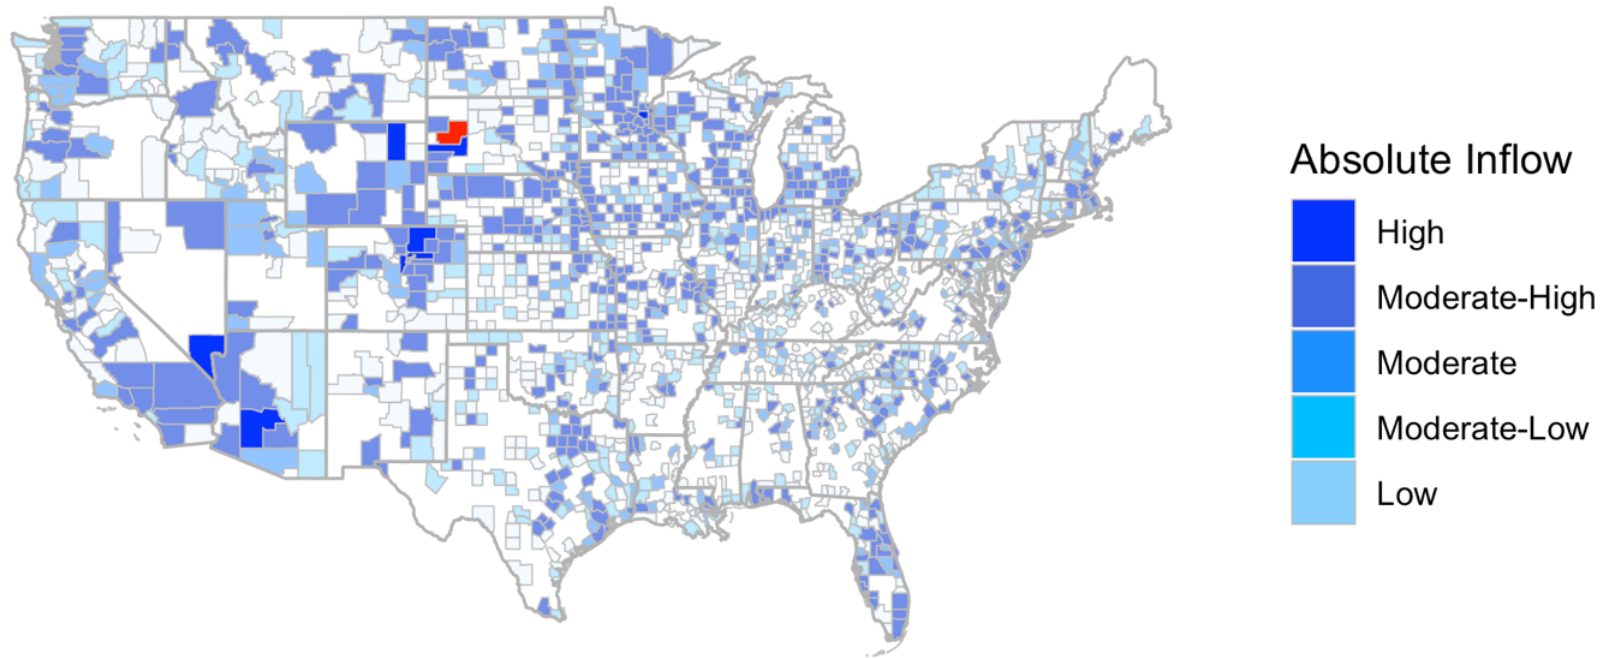 Absolute Inflow
High
Moderate-High
Moderate
Moderate-Low
Low